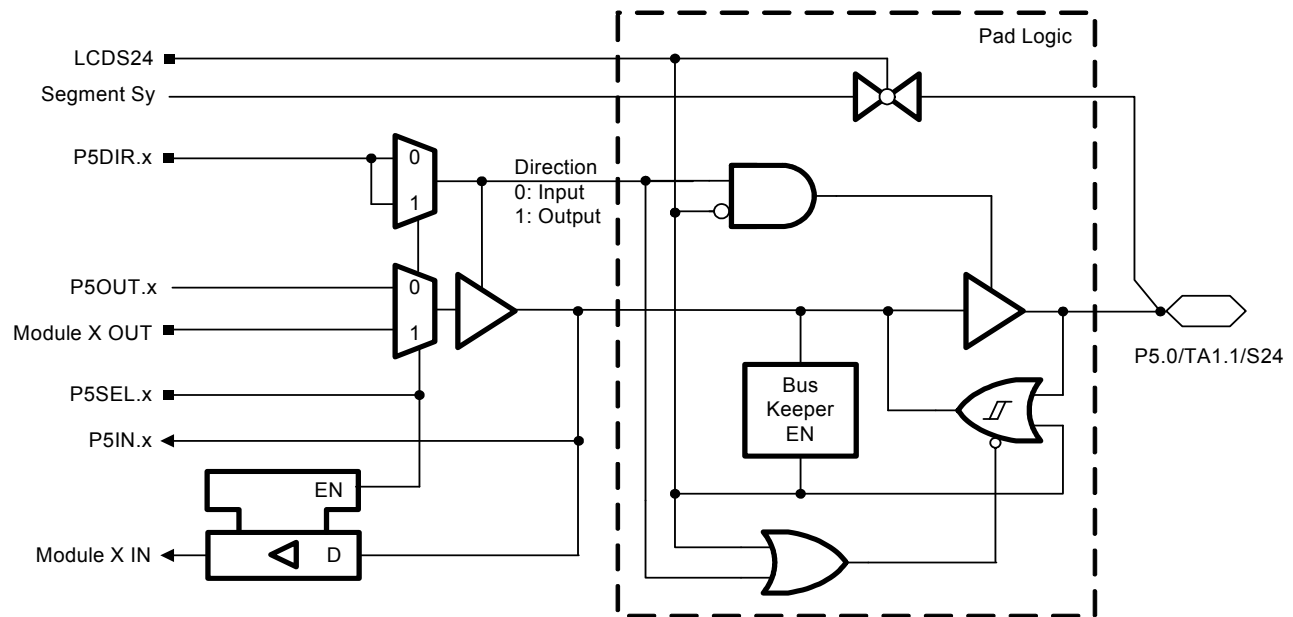 Pad Logic
LCDS24
Segment Sy
P5DIR.x
0
1
Direction
0: Input
1: Output
P5OUT.x
0
Module X OUT
1
P5.0/TA1.1/S24
P5SEL.x
Bus
Keeper
EN
P5IN.x
EN
Module X IN
D